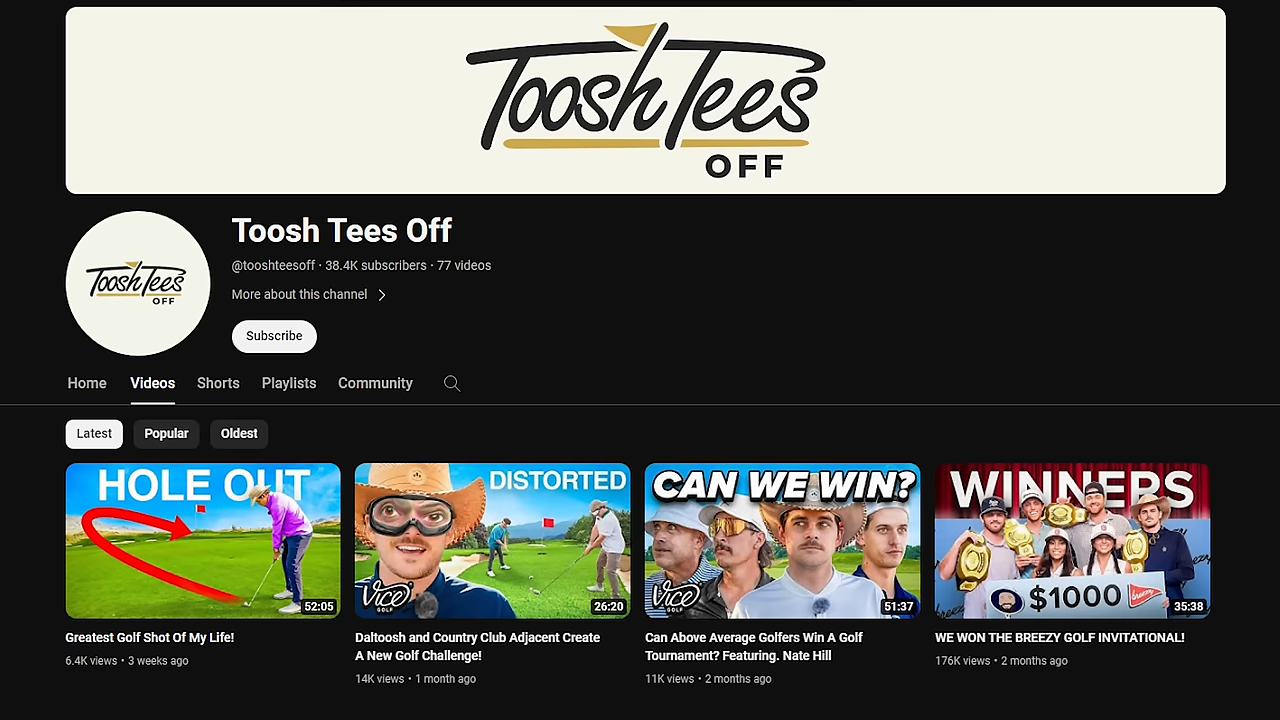 Toosh Tees
OFF
Toosh Tees
OFF
Toosh Tees Off
@tooshteesoff · 38.4K subscribers · 77 videos
More about this channel
Subscribe
Home Videos Shorts Playlists Community
Latest Popular Oldest
HOLE OUT
52:05
Greatest Golf Shot Of My Life!
6.4K views • 3 weeks ago
DISTORTED
Vice
GOLF
26:20
Daltoosh and Country Club Adjacent Create
A New Golf Challenge!
14K views • 1 month ago
CAN WE WIN?
Vice
GOLF
51:37
Can Above Average Golfers Win A Golf
Tournament? Featuring. Nate Hill
11K views • 2 months ago
WINNERS
$1000
breezy
35:38
WE WON THE BREEZY GOLF INVITATIONAL!
176K views • 2 months ago